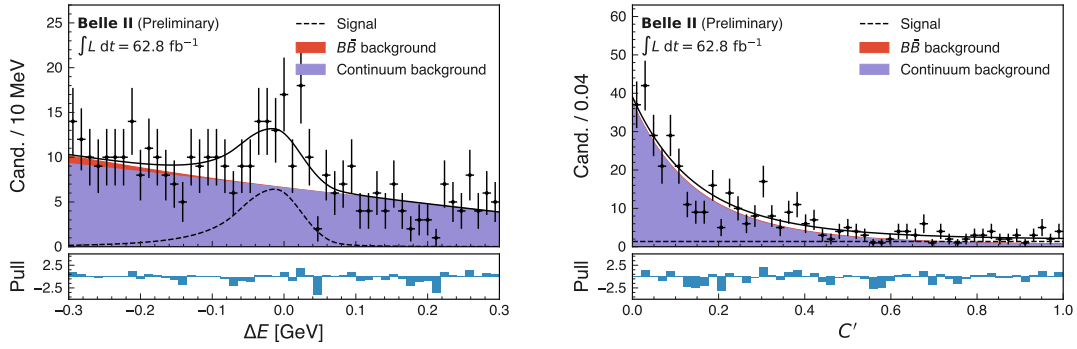 Belle II (Preliminary)
∫L dt = 62.8 fb⁻¹
Signal
BB̄ background
Continuum background
Cand. / 10 MeV
25
20
15
10
5
0
Pull
2.5
−2.5
−0.3 −0.2 −0.1 0.0 0.1 0.2 0.3
ΔE [GeV]
Belle II (Preliminary)
∫L dt = 62.8 fb⁻¹
Signal
BB̄ background
Continuum background
Cand. / 0.04
60
50
40
30
20
10
0
Pull
2.5
−2.5
0.0 0.2 0.4 0.6 0.8 1.0
C′